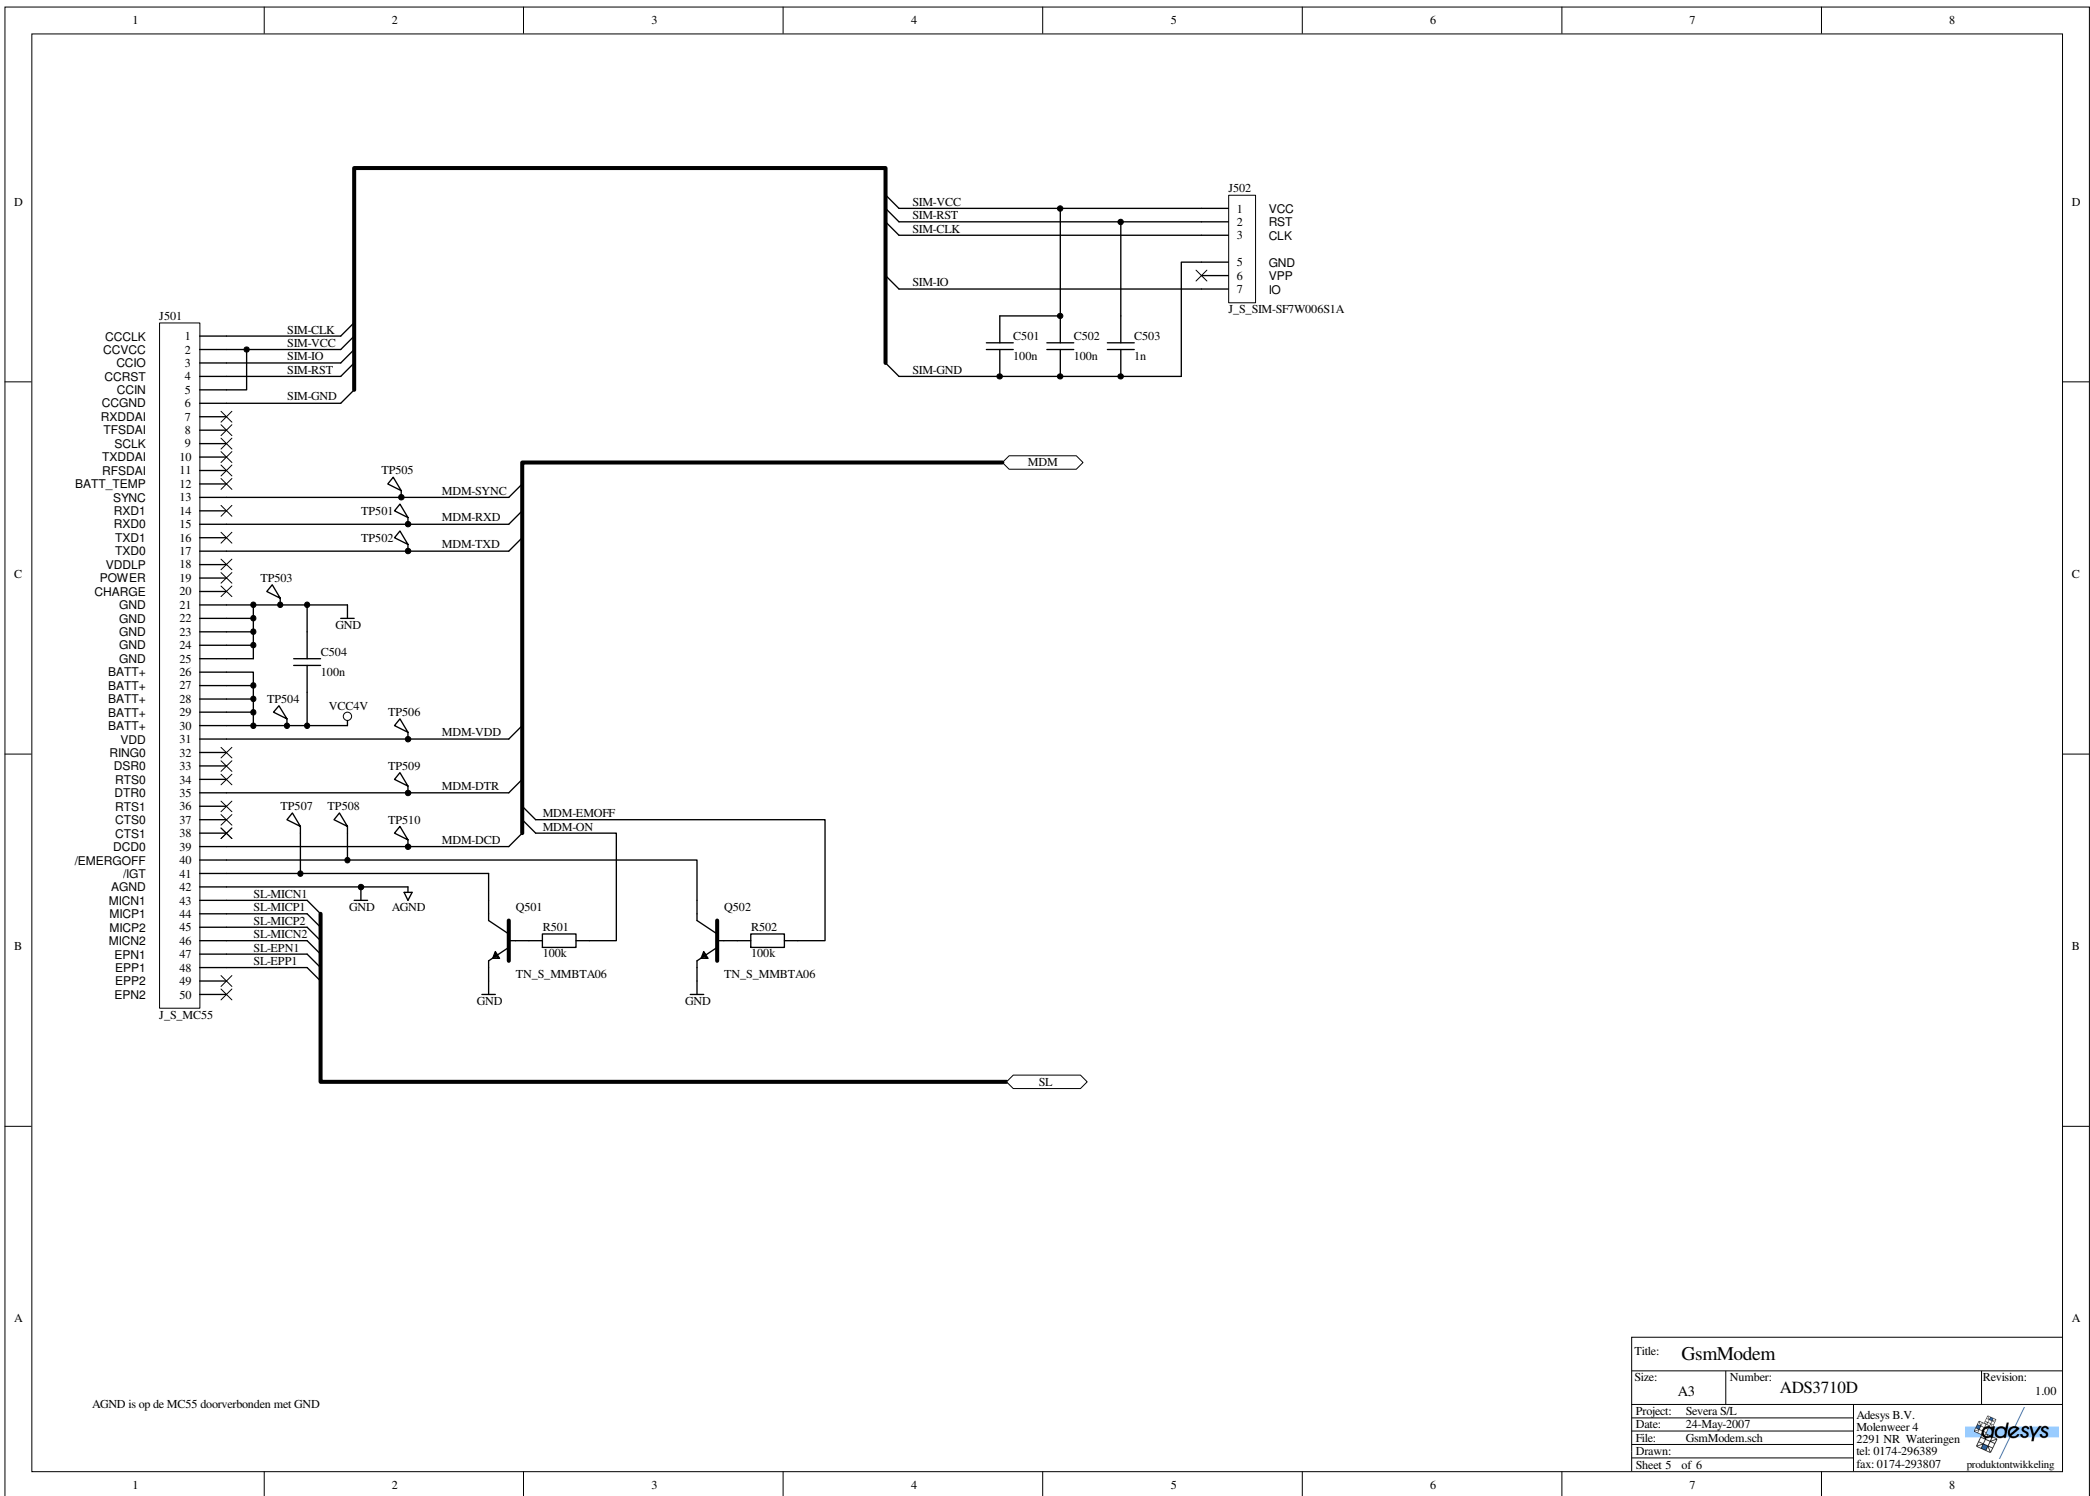 1 2 3 4 5 6 7 8
D D
C C
B B
A A
J501
CCCLK 1 SIM-CLK
CCVCC 2 SIM-VCC
CCIO 3 SIM-IO
CCRST 4 SIM-RST
CCIN 5
CCGND 6 SIM-GND
RXDDAI 7
TFSDAI 8
SCLK 9
TXDDAI 10
RFSDAI 11
BATT_TEMP 12
SYNC 13 TP505 MDM-SYNC
RXD1 14
RXD0 15 TP501 MDM-RXD
TXD1 16
TXD0 17 TP502 MDM-TXD
VDDLP 18
POWER 19
CHARGE 20
GND 21 TP503 GND
GND 22
GND 23
GND 24
GND 25
C504
100n
BATT+ 26
BATT+ 27
BATT+ 28
BATT+ 29
BATT+ 30 TP504 VCC4V
VDD 31 TP506 MDM-VDD
RING0 32
DSR0 33
RTS0 34
DTR0 35 TP509 MDM-DTR
RTS1 36
CTS0 37
CTS1 38
DCD0 39 TP510 MDM-DCD
/EMERGOFF 40 TP508
/IGT 41 TP507
AGND 42 GND AGND
MICN1 43 SL-MICN1
MICP1 44 SL-MICP1
MICP2 45 SL-MICP2
MICN2 46 SL-MICN2
EPN1 47 SL-EPN1
EPP1 48 SL-EPP1
EPP2 49
EPN2 50
J_S_MC55
SIM-VCC
SIM-RST
SIM-CLK
SIM-IO
SIM-GND
C501
100n
C502
100n
C503
1n
J502
1 VCC
2 RST
3 CLK
5 GND
6 VPP
7 IO
J_S_SIM-SF7W006S1A
MDM
MDM-EMOFF
MDM-ON
Q501
R501
100k
TN_S_MMBTA06
GND
Q502
R502
100k
TN_S_MMBTA06
GND
SL
AGND is op de MC55 doorverbonden met GND
Title: GsmModem
Size: A3
Number: ADS3710D
Revision: 1.00
Project: Severa S/L
Date: 24-May-2007
File: GsmModem.sch
Drawn:
Sheet 5 of 6
Adesys B.V.
Molenweer 4
2291 NR Wateringen
tel: 0174-296389
fax: 0174-293807
adesys
produktontwikkeling
1 2 3 4 5 6 7 8